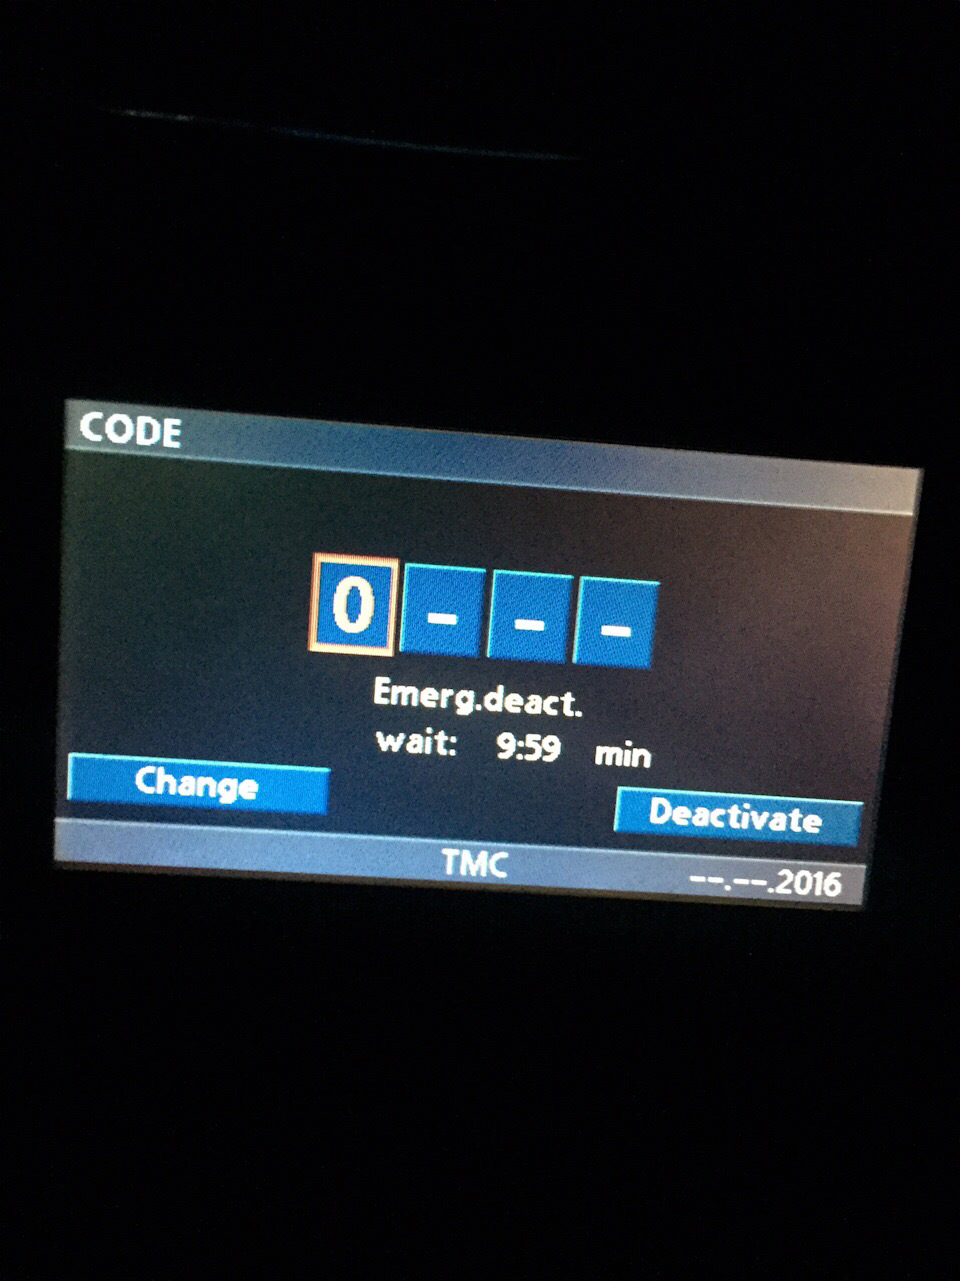 CODE
0 - - -
Emerg.deact.
wait: 9:59 min
Change
Deactivate
TMC
--.--.2016